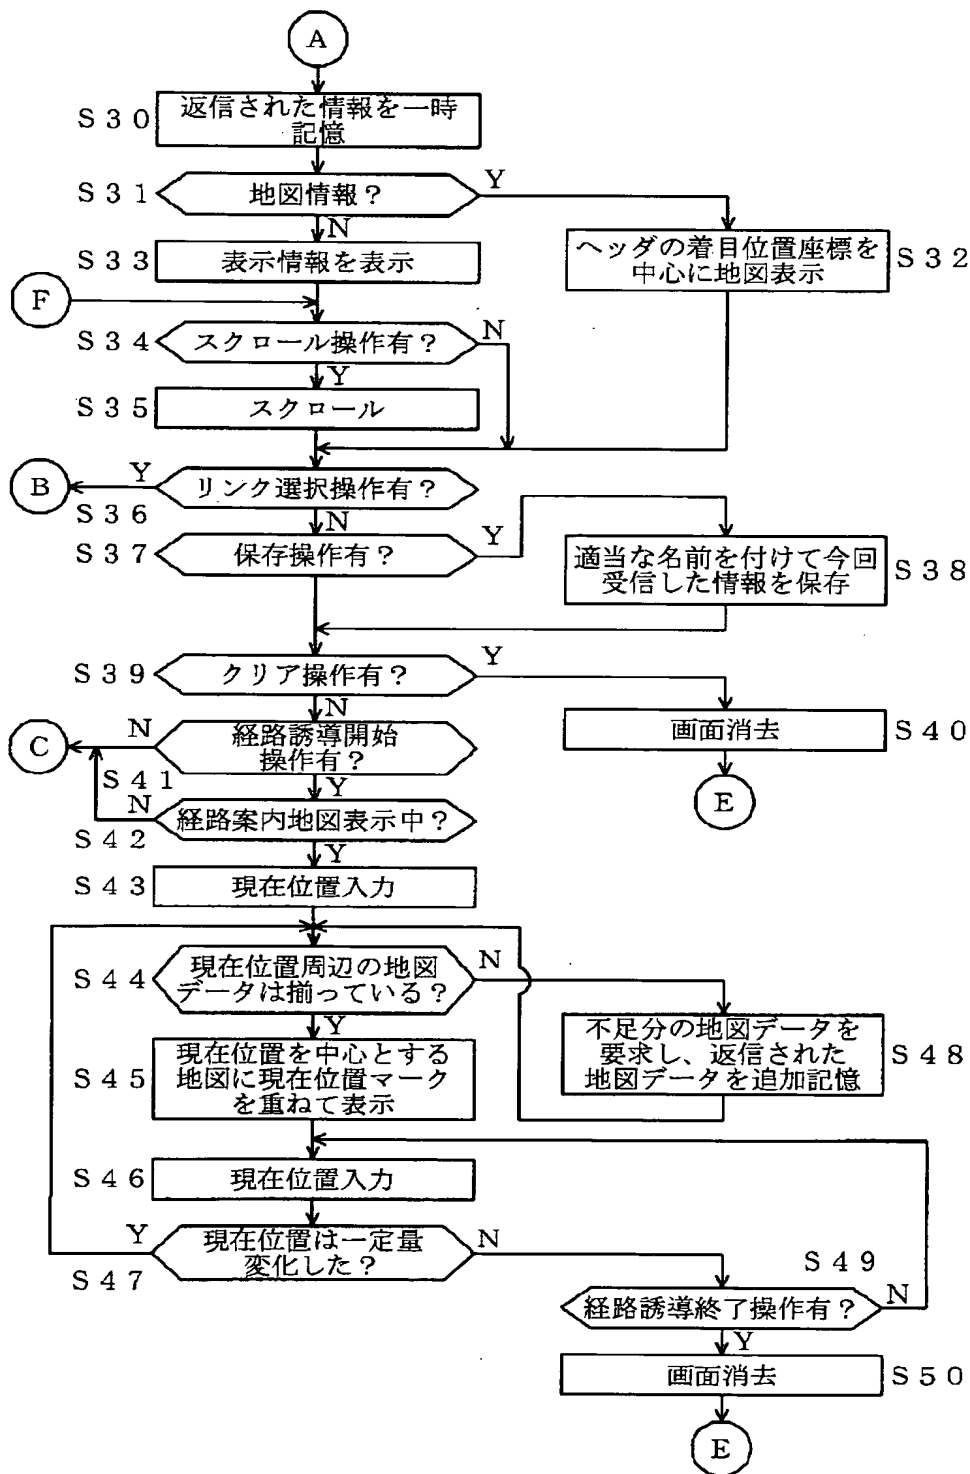 A
S30
返信された情報を一時
記憶
S31
地図情報？
Y
N
S33
表示情報を表示
ヘッダの着目位置座標を
中心に地図表示
S32
F
S34
スクロール操作有？
N
Y
S35
スクロール
B
Y
S36
リンク選択操作有？
N
S37
保存操作有？
Y
適当な名前を付けて今回
受信した情報を保存
S38
S39
クリア操作有？
Y
N
画面消去
S40
E
C
N
S41
経路誘導開始
操作有？
Y
N
S42
経路案内地図表示中？
Y
S43
現在位置入力
S44
現在位置周辺の地図
データは揃っている？
N
Y
不足分の地図データを
要求し、返信された
地図データを追加記憶
S48
S45
現在位置を中心とする
地図に現在位置マーク
を重ねて表示
S46
現在位置入力
Y
S47
現在位置は一定量
変化した？
N
S49
経路誘導終了操作有？
N
Y
画面消去
S50
E